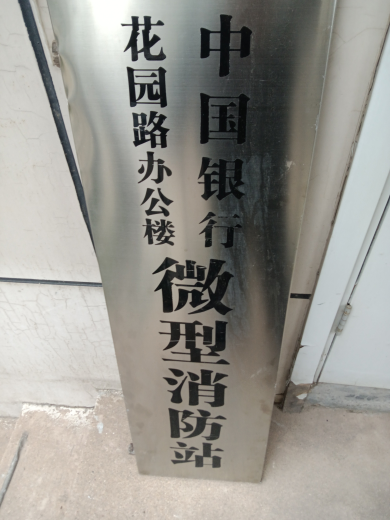 中国银行
花园路办公楼
微型消防站